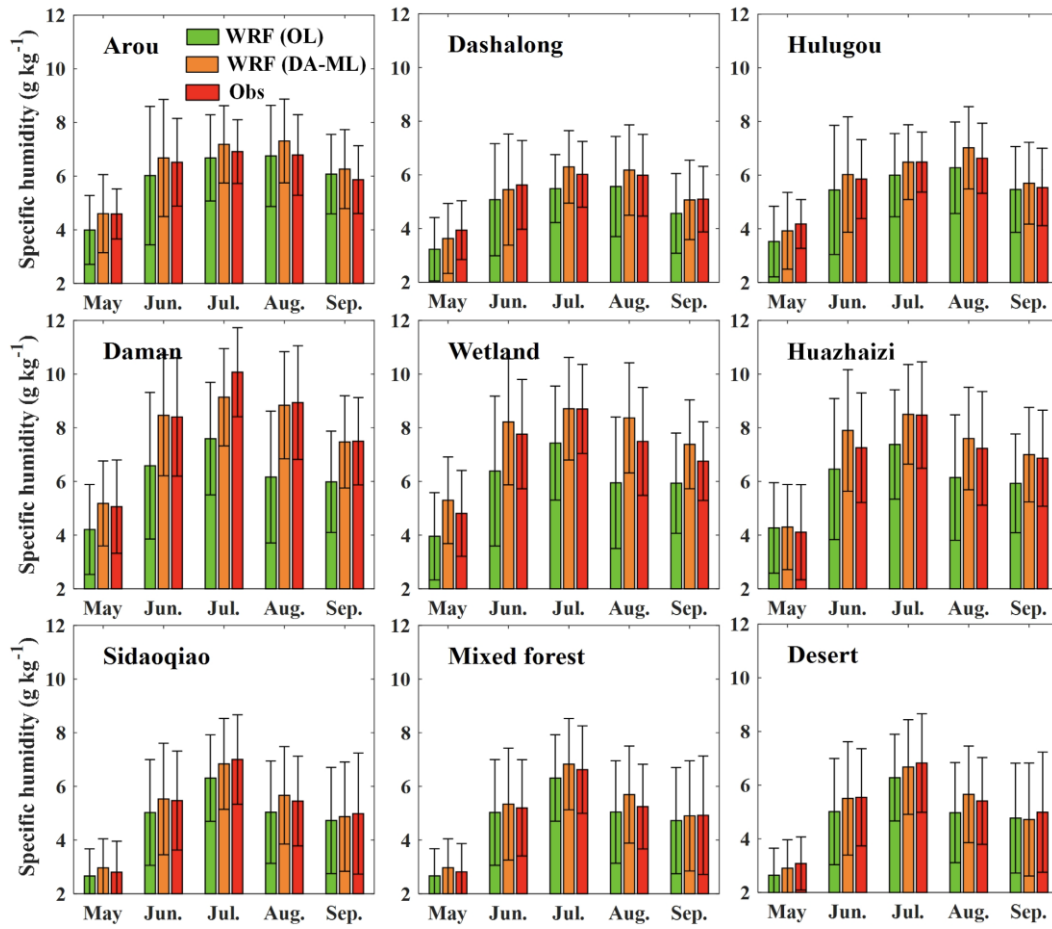 Arou
WRF (OL)
WRF (DA-ML)
Obs
Dashalong
Hulugou
Specific humidity (g kg⁻¹)
12
10
8
6
4
2
12
10
8
6
4
2
12
10
8
6
4
2
May Jun. Jul. Aug. Sep.
May Jun. Jul. Aug. Sep.
May Jun. Jul. Aug. Sep.
Daman
Wetland
Huazhaizi
Specific humidity (g kg⁻¹)
12
10
8
6
4
2
12
10
8
6
4
2
12
10
8
6
4
2
May Jun. Jul. Aug. Sep.
May Jun. Jul. Aug. Sep.
May Jun. Jul. Aug. Sep.
Sidaoqiao
Mixed forest
Desert
Specific humidity (g kg⁻¹)
12
10
8
6
4
2
12
10
8
6
4
2
12
10
8
6
4
2
May Jun. Jul. Aug. Sep.
May Jun. Jul. Aug. Sep.
May Jun. Jul. Aug. Sep.